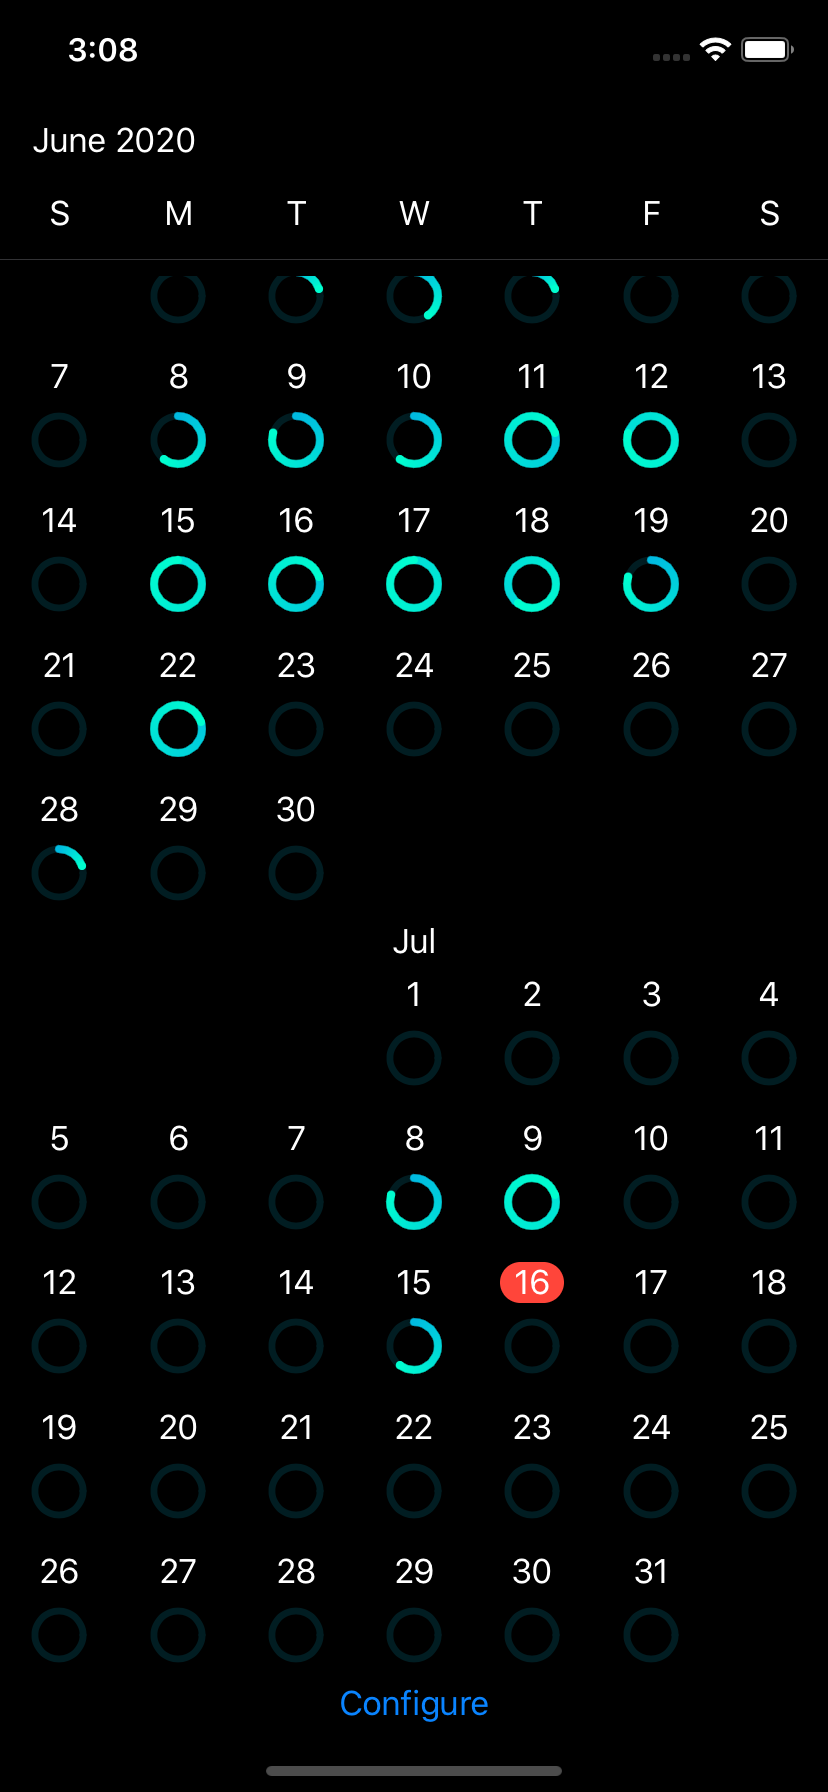 3:08
June 2020
S M T W T F S
7 8 9 10 11 12 13
14 15 16 17 18 19 20
21 22 23 24 25 26 27
28 29 30
Jul
1 2 3 4
5 6 7 8 9 10 11
12 13 14 15 16 17 18
19 20 21 22 23 24 25
26 27 28 29 30 31
Configure